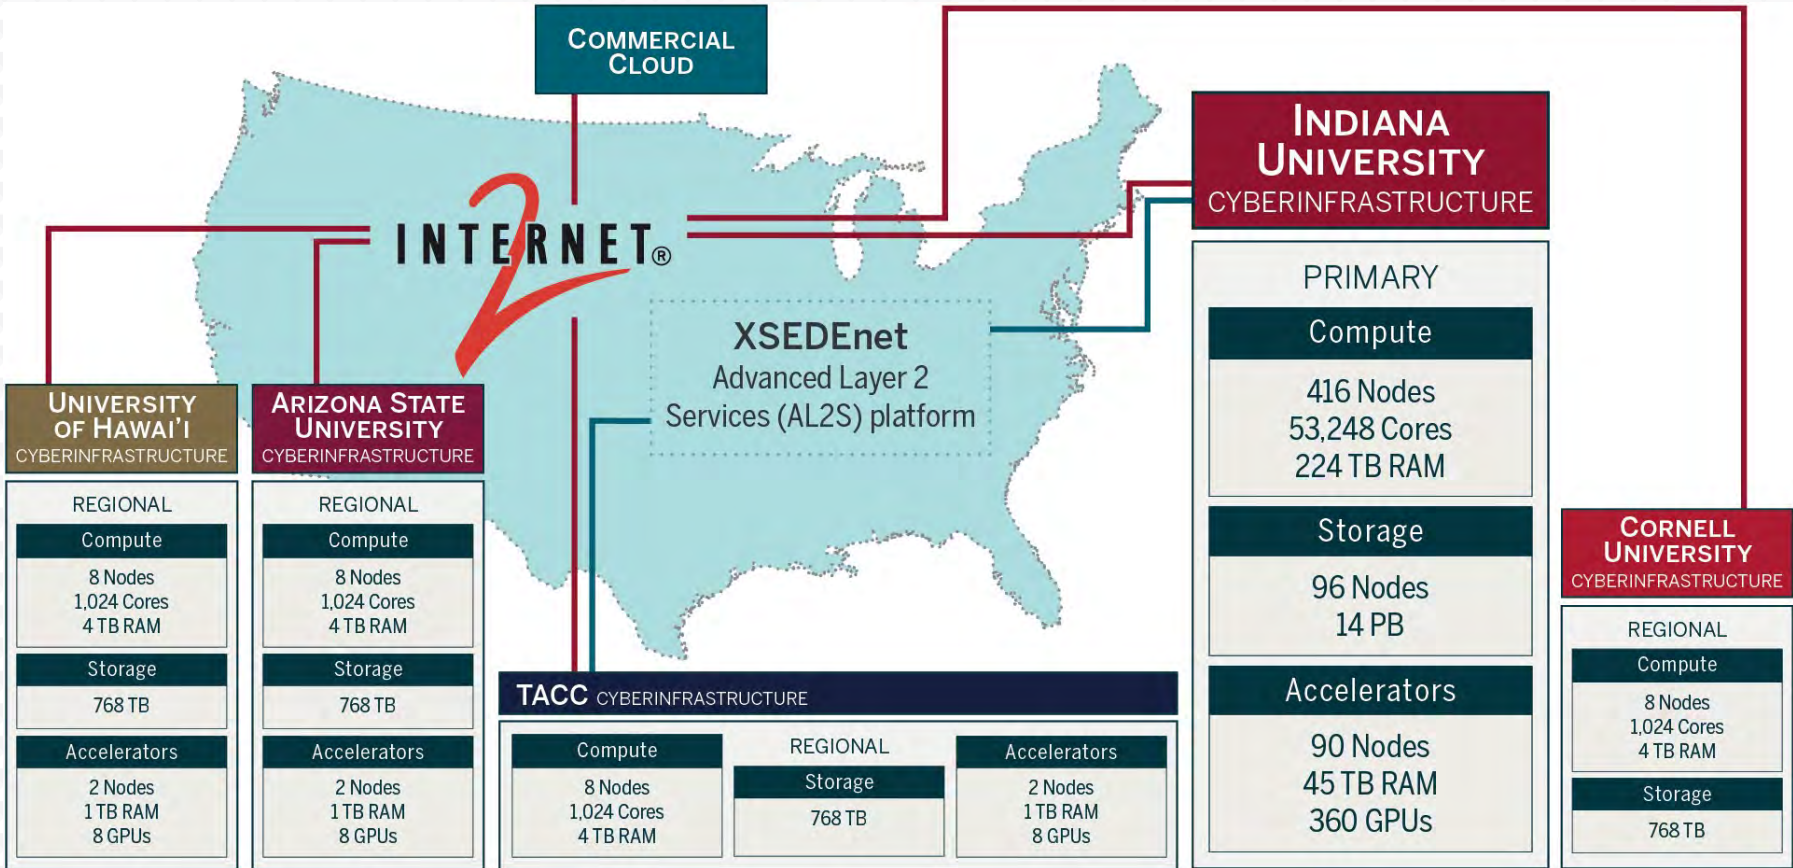 COMMERCIAL
CLOUD
INTERNET®
2
XSEDEnet
Advanced Layer 2
Services (AL2S) platform
INDIANA
UNIVERSITY
CYBERINFRASTRUCTURE
PRIMARY
Compute
416 Nodes
53,248 Cores
224 TB RAM
Storage
96 Nodes
14 PB
Accelerators
90 Nodes
45 TB RAM
360 GPUs
UNIVERSITY
OF HAWAI'I
CYBERINFRASTRUCTURE
REGIONAL
Compute
8 Nodes
1,024 Cores
4 TB RAM
Storage
768 TB
Accelerators
2 Nodes
1 TB RAM
8 GPUs
ARIZONA STATE
UNIVERSITY
CYBERINFRASTRUCTURE
REGIONAL
Compute
8 Nodes
1,024 Cores
4 TB RAM
Storage
768 TB
Accelerators
2 Nodes
1 TB RAM
8 GPUs
TACC CYBERINFRASTRUCTURE
REGIONAL
Compute
8 Nodes
1,024 Cores
4 TB RAM
Storage
768 TB
Accelerators
2 Nodes
1 TB RAM
8 GPUs
CORNELL
UNIVERSITY
CYBERINFRASTRUCTURE
REGIONAL
Compute
8 Nodes
1,024 Cores
4 TB RAM
Storage
768 TB